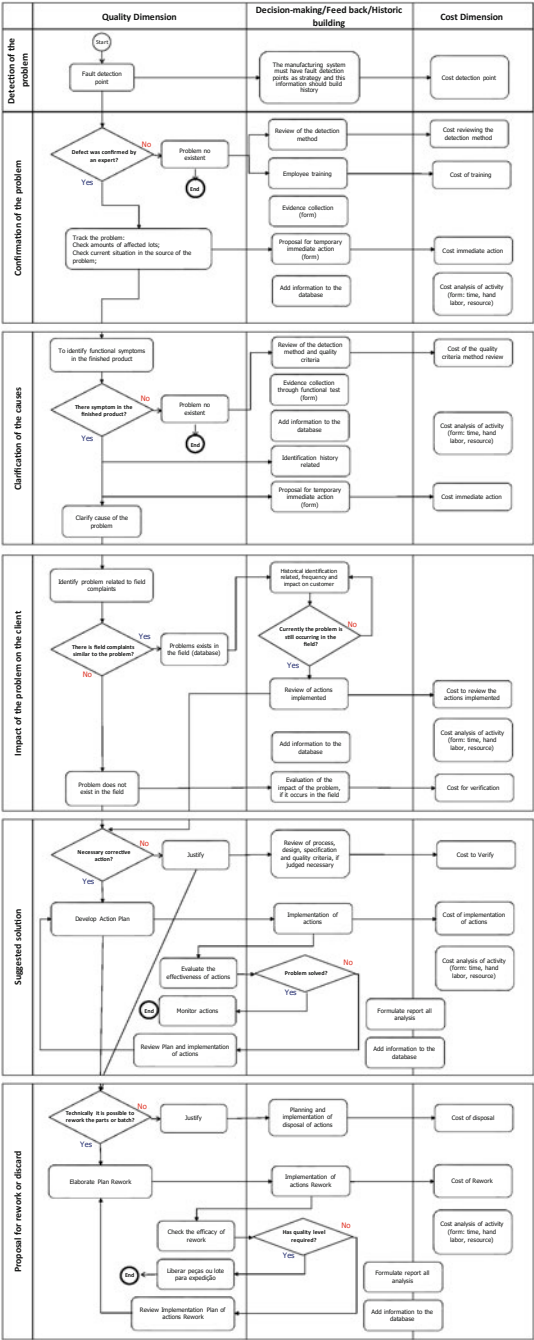 Quality Dimension
Decision-making/Feed back/Historic
building
Cost Dimension
Detection of the
problem
Start
Fault detection
point
The manufacturing system
must have fault detection
points as strategy and this
information should build
history
Cost detection point
Confirmation of the problem
Defect was confirmed by
an expert?
No
Yes
Problem no
existent
End
Review of the detection
method
Cost reviewing the
detection method
Employee training
Cost of training
Evidence collection
(form)
Track the problem:
Check amounts of affected lots;
Check current situation in the source of the
problem;
Proposal for temporary
immediate action
(form)
Cost immediate action
Add information to the
database
Cost analysis of activity
(form: time, hand
labor, resource)
Clarification of the causes
To identify functional symptoms
in the finished product
Review of the detection
method and quality
criteria
Cost of the quality
criteria method review
There symptom in the
finished product?
No
Yes
Problem no
existent
End
Evidence collection
through functional test
(form)
Add information to the
database
Cost analysis of activity
(form: time, hand
labor, resource)
Identification history
related
Proposal for temporary
immediate action
(form)
Cost immediate action
Clarify cause of the
problem
Impact of the problem on the client
Identify problem related to field
complaints
Historical identification
related, frequency and
impact on customer
There is field complaints
similar to the problem?
Yes
No
Problems exists in
the field (database)
Currently the problem is
still occurring in the
field?
No
Yes
Review of actions
implemented
Cost to review the
actions implemented
Add information to the
database
Cost analysis of activity
(form: time, hand
labor, resource)
Problem does not
exist in the field
Evaluation of the
impact of the problem,
if it occurs in the field
Cost for verification
Suggested solution
Necessary corrective
action?
No
Yes
Justify
Review of process,
design, specification
and quality criteria, if
judged necessary
Cost to Verify
Develop Action Plan
Implementation of
actions
Cost of implementation
of actions
Evaluate the
effectiveness of actions
Problem solved?
No
Yes
Cost analysis of activity
(form: time, hand
labor, resource)
End
Monitor actions
Formulate report all
analysis
Review Plan and implementation
of actions
Add information to the
database
Proposal for rework or discard
Technically it is possible to
rework the parts or batch?
No
Yes
Justify
Planning and
implementation of
disposal of actions
Cost of disposal
Elaborate Plan Rework
Implementation of
actions Rework
Cost of Rework
Check the efficacy of
rework
Has quality level
required?
No
Yes
Cost analysis of activity
(form: time, hand
labor, resource)
End
Liberar peças ou lote
para expedição
Formulate report all
analysis
Review Implementation Plan of
actions Rework
Add information to the
database